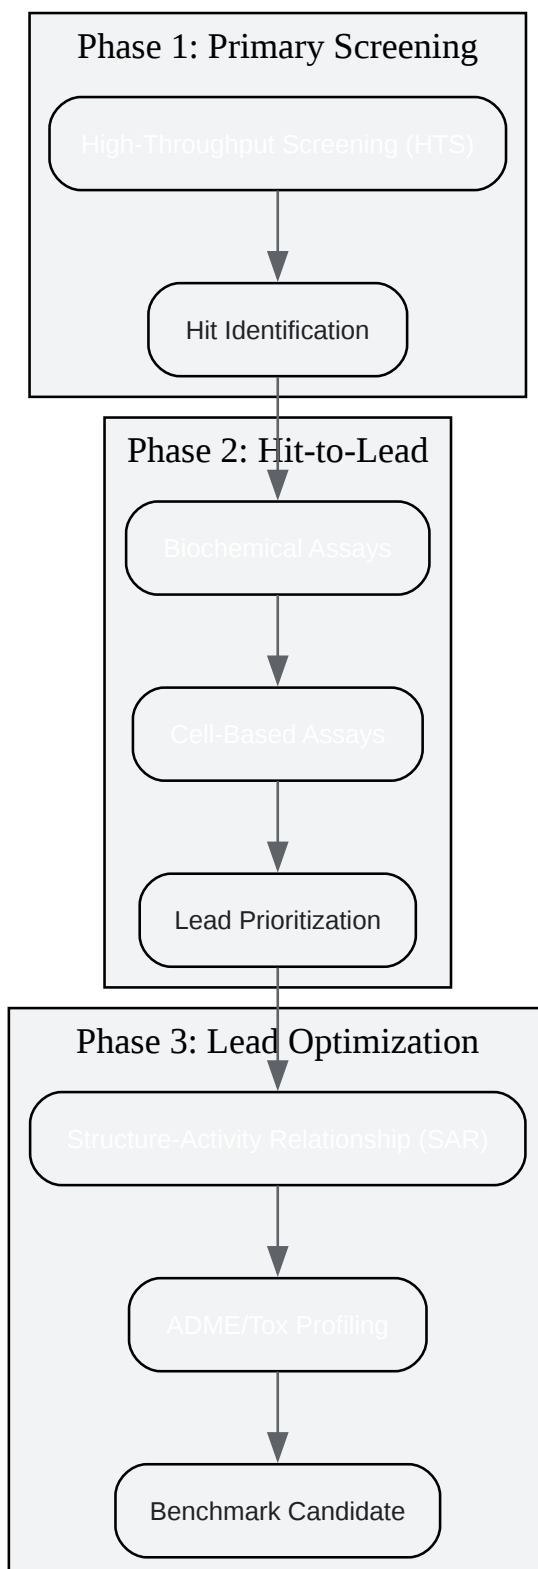 Phase 1: Primary Screening
High-Throughput Screening (HTS)
Hit Identification
Phase 2: Hit-to-Lead
Biochemical Assays
Cell-Based Assays
Lead Prioritization
Phase 3: Lead Optimization
Structure-Activity Relationship (SAR)
ADME/Tox Profiling
Benchmark Candidate